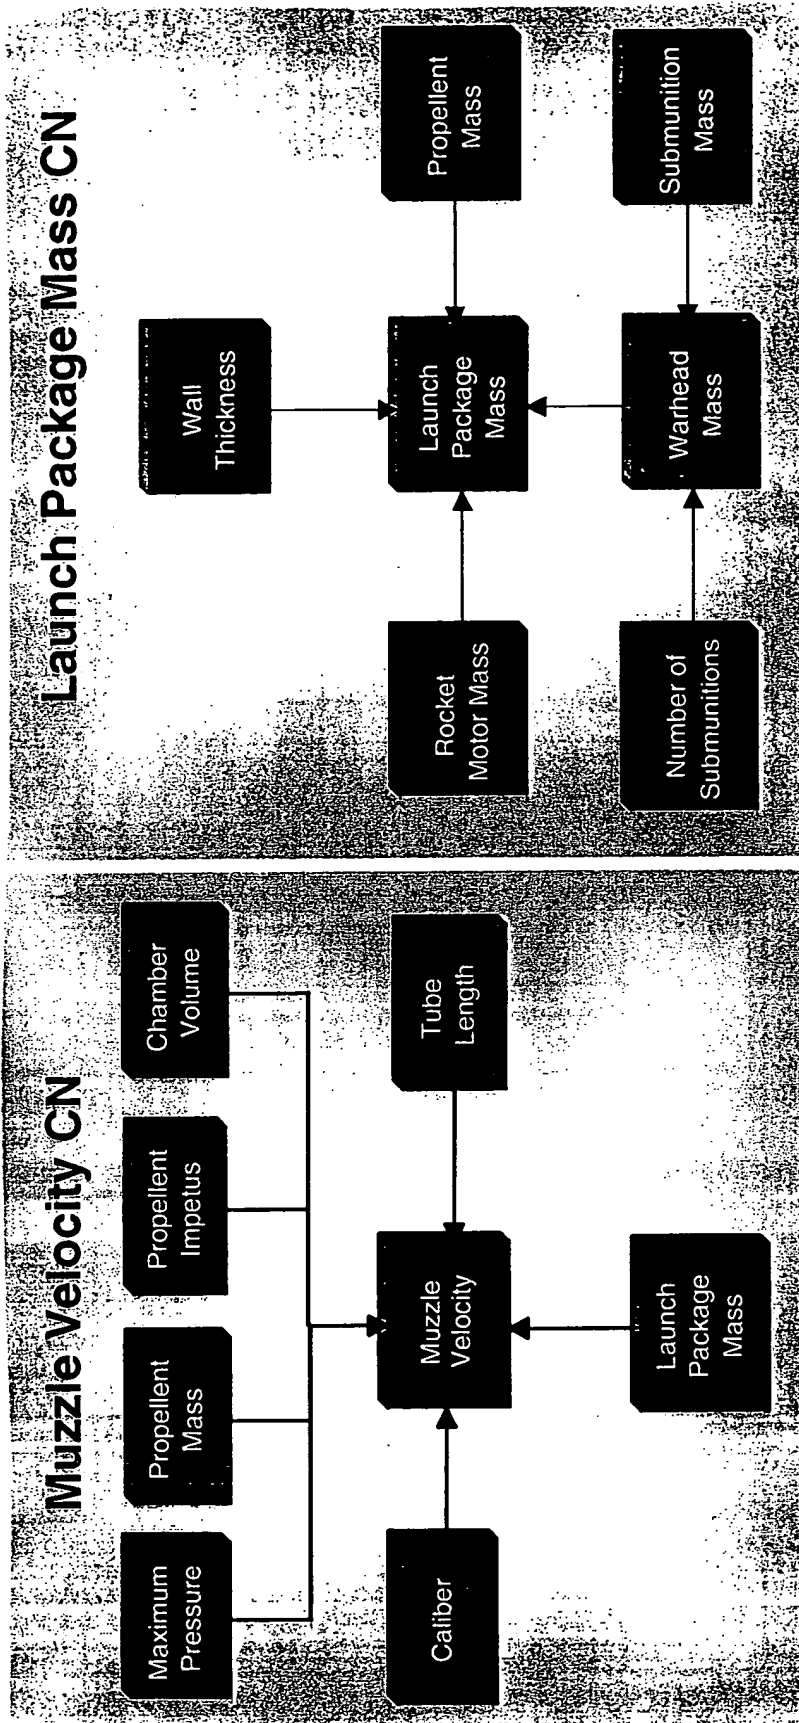 Muzzle Velocity CN
Maximum
Pressure
Propellent
Mass
Propellent
Impetus
Chamber
Volume
Caliber
Muzzle
Velocity
Tube
Length
Launch
Package
Mass
Launch Package Mass CN
Wall
Thickness
Rocket
Motor Mass
Launch
Package
Mass
Propellent
Mass
Number of
Submunitions
Warhead
Mass
Submunition
Mass